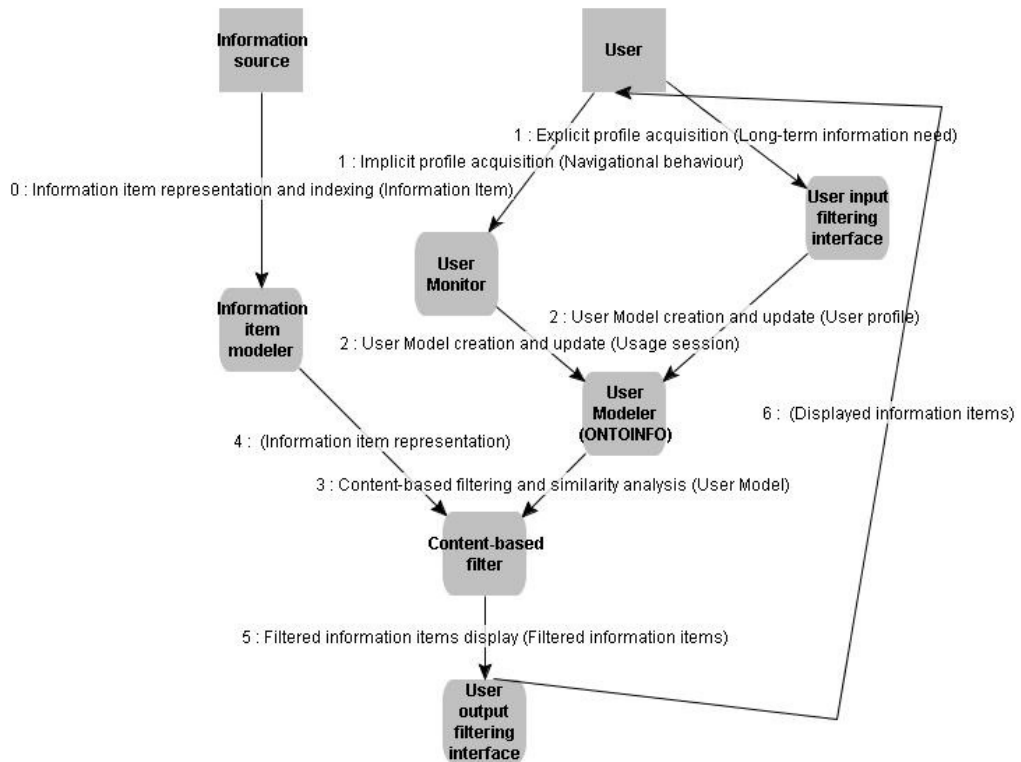 Information
source
User
1 : Explicit profile acquisition (Long-term information need)
1 : Implicit profile acquisition (Navigational behaviour)
0 : Information item representation and indexing (Information Item)
User input
filtering
interface
User
Monitor
Information
item
modeler
2 : User Model creation and update (User profile)
2 : User Model creation and update (Usage session)
User
Modeler
(ONTOINFO)
6 : (Displayed information items)
4 : (Information item representation)
3 : Content-based filtering and similarity analysis (User Model)
Content-based
filter
5 : Filtered information items display (Filtered information items)
User
output
filtering
interface